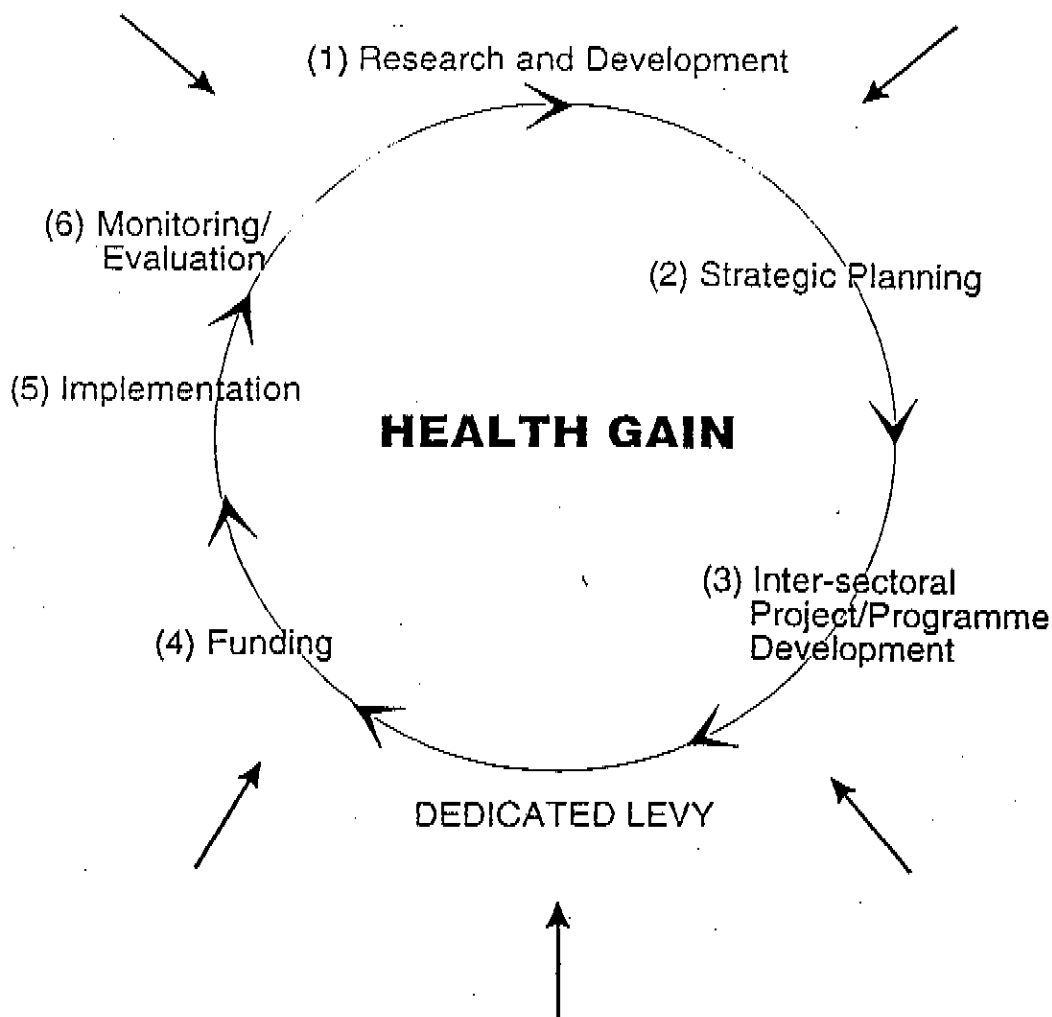 (1) Research and Development
(2) Strategic Planning
(3) Inter-sectoral
Project/Programme
Development
DEDICATED LEVY
(4) Funding
(5) Implementation
(6) Monitoring/
Evaluation
HEALTH GAIN